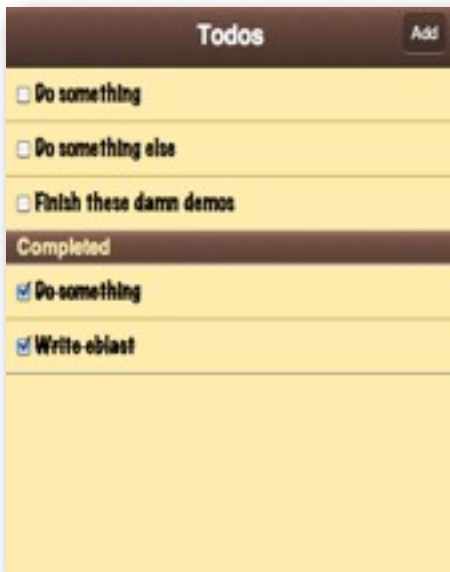 Todos
Add
Do something
Do something else
Finish these damn demos
Completed
Do something
Write eblast